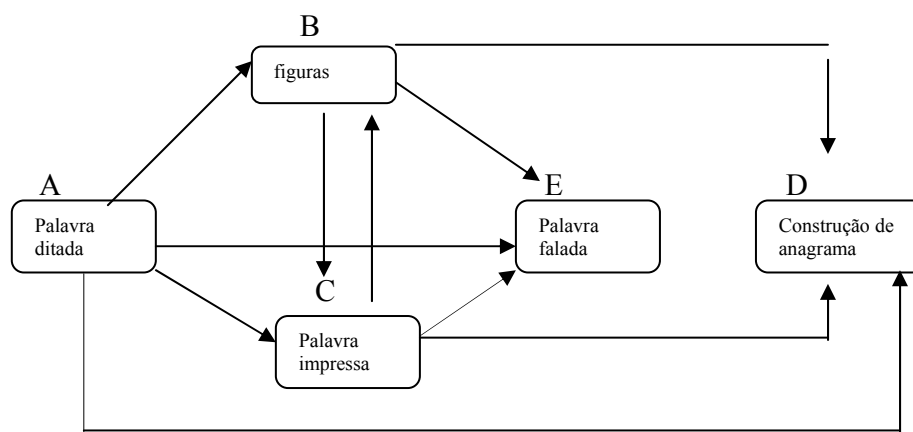 B
figuras
A
Palavra
ditada
E
Palavra
falada
D
Construção de
anagrama
C
Palavra
impressa